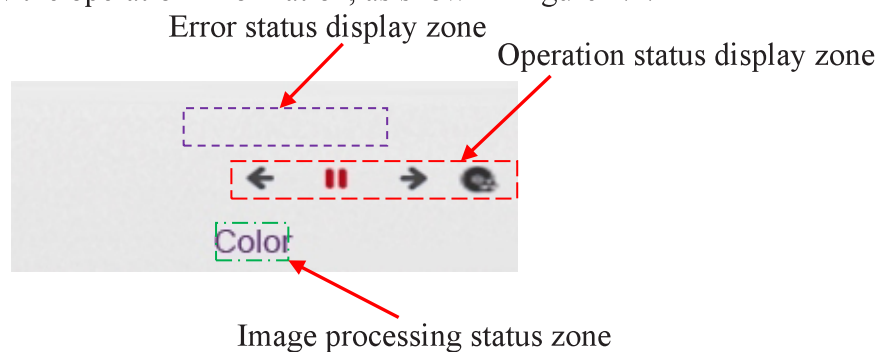 Error status display zone
Operation status display zone
Color
Image processing status zone